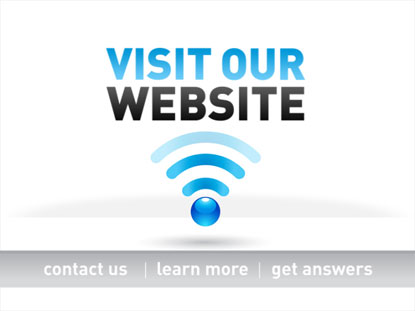 VISIT OUR
WEBSITE
contact us | learn more | get answers